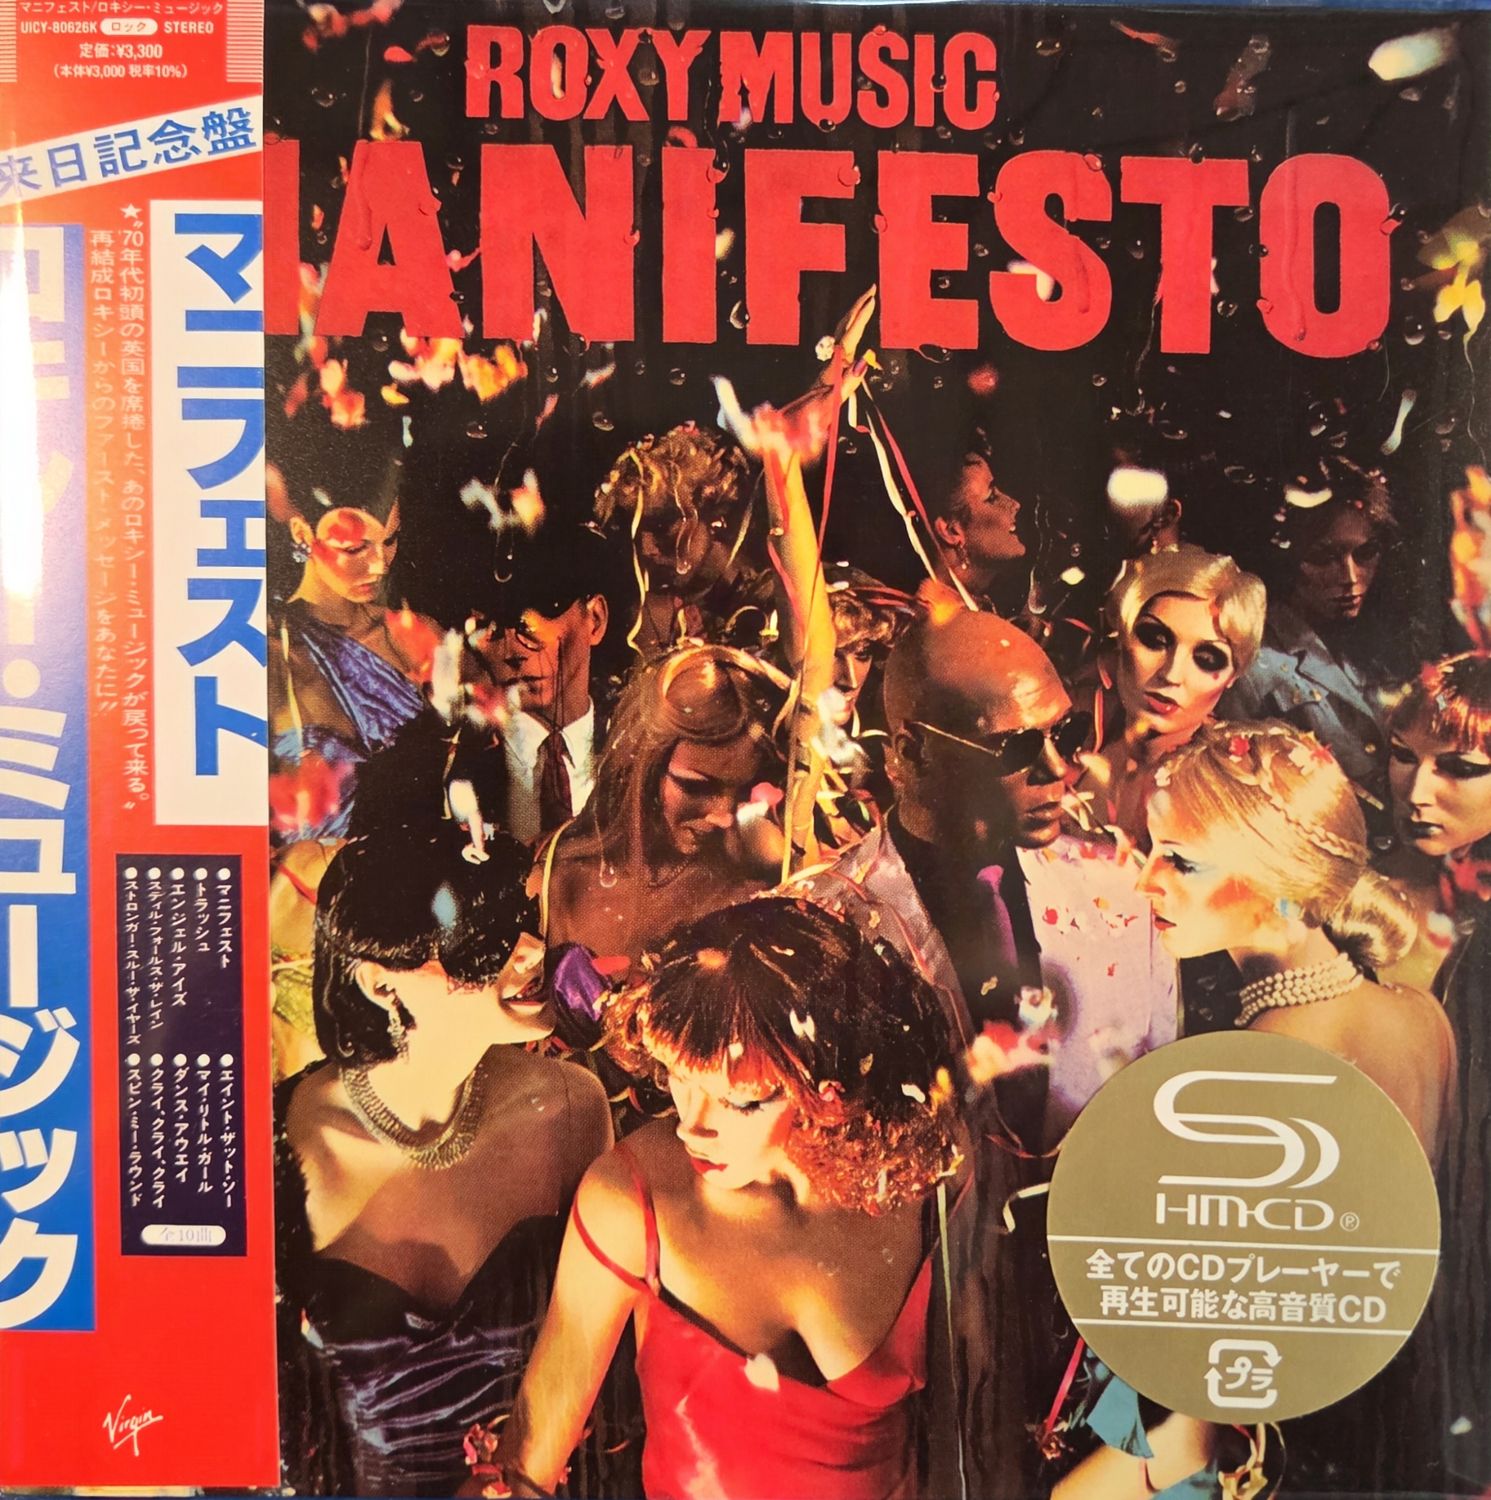 マニフェスト/ロキシー・ミュージック
UICY-80626K ロック STEREO
定価:¥3,300
(本体¥3,000 税率10%)
来日記念盤
マニフェスト
★〝'70年代初頭の英国を席捲した、あのロキシー・ミュージックが戻って来る。〟
再結成ロキシーからのファースト・メッセージをあなたに!!
ロキシー・ミュージック
●マニフェスト
●トラッシュ
●エンジェル・アイズ
●スティル・フォールズ・ザ・レイン
●ストロンガー・スルー・ザ・イヤーズ
●エイント・ザット・ソー
●マイ・リトル・ガール
●ダンス・アウェイ
●クライ、クライ、クライ
●スピン・ミー・ラウンド
全10曲
Virgin
ROXY MUSIC
MANIFESTO
SHM-CD Ⓟ
全てのCDプレーヤーで
再生可能な高音質CD
プラ